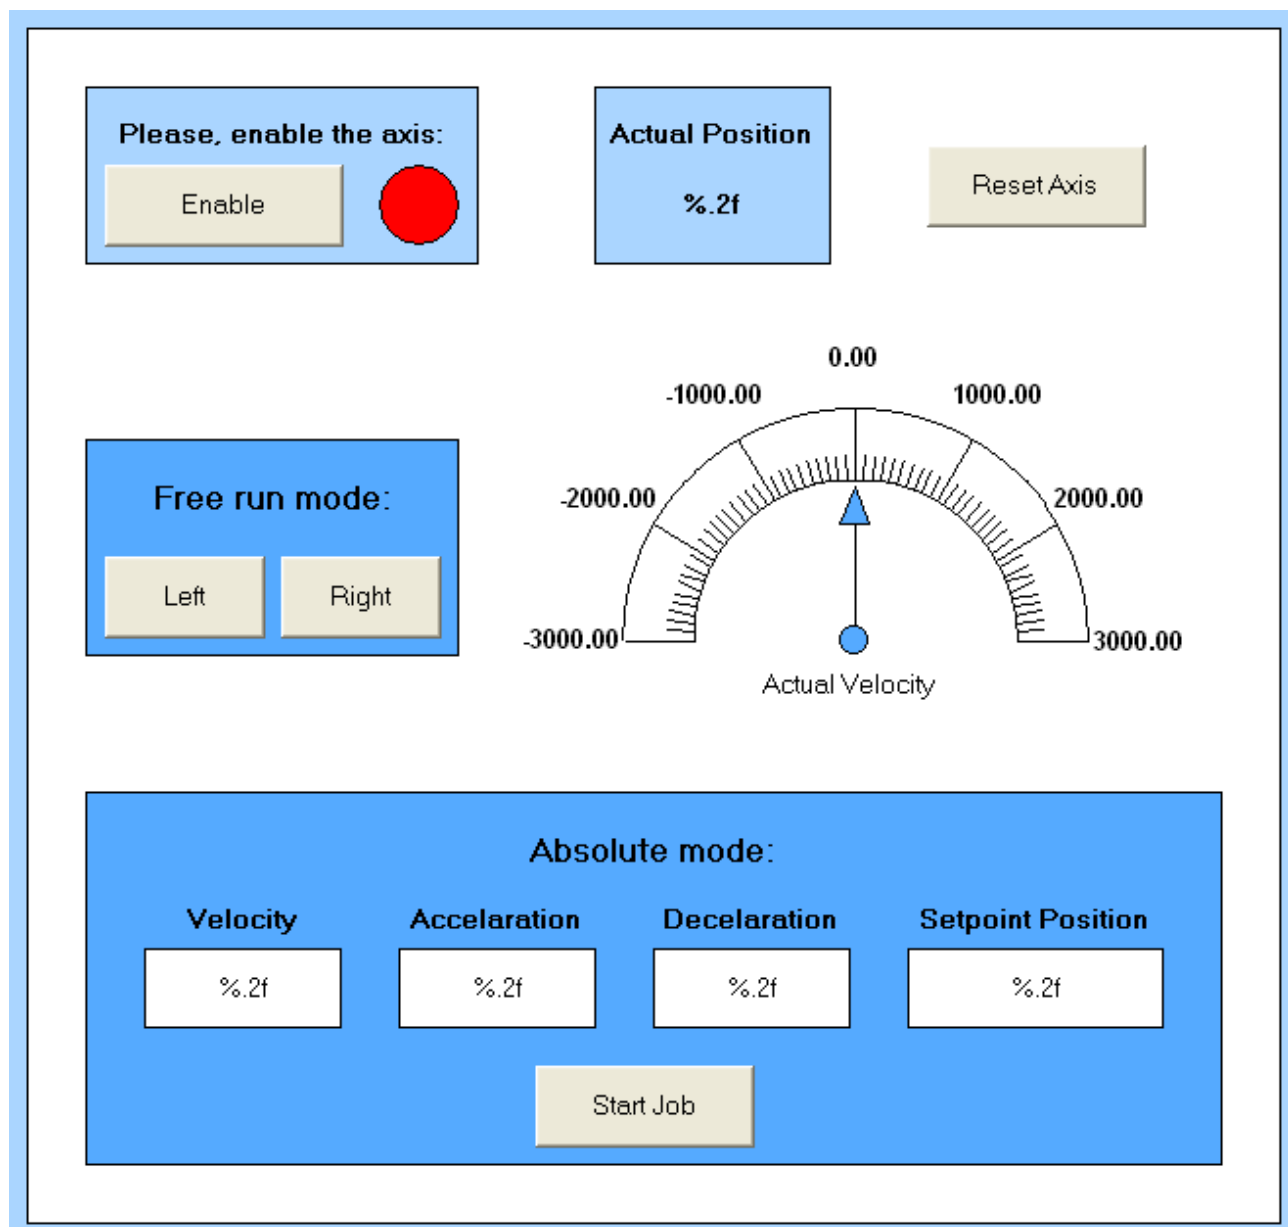 Please, enable the axis:
Enable
Actual Position
%.2f
Reset Axis
0.00
-1000.00
1000.00
-2000.00
2000.00
-3000.00
3000.00
Actual Velocity
Free run mode:
Left
Right
Absolute mode:
Velocity
Accelaration
Decelaration
Setpoint Position
%.2f
%.2f
%.2f
%.2f
Start Job